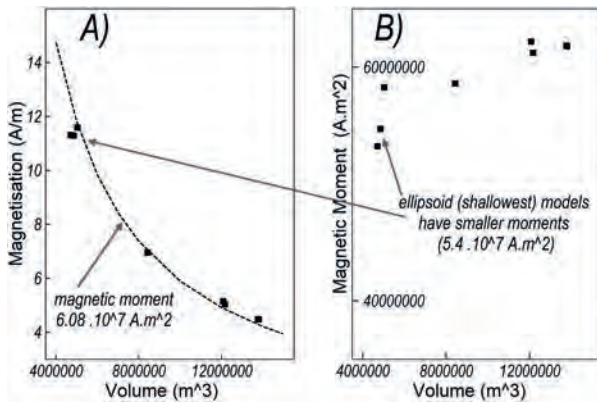 A)
Magnetisation (A/m)
14
12
10
8
6
4
magnetic moment
6.08 .10^7 A.m^2
4000000 8000000 12000000
Volume (m^3)
B)
Magnetic Moment (A.m^2)
60000000
40000000
ellipsoid (shallowest) models
have smaller moments
(5.4 .10^7 A.m^2)
4000000 8000000 12000000
Volume (m^3)